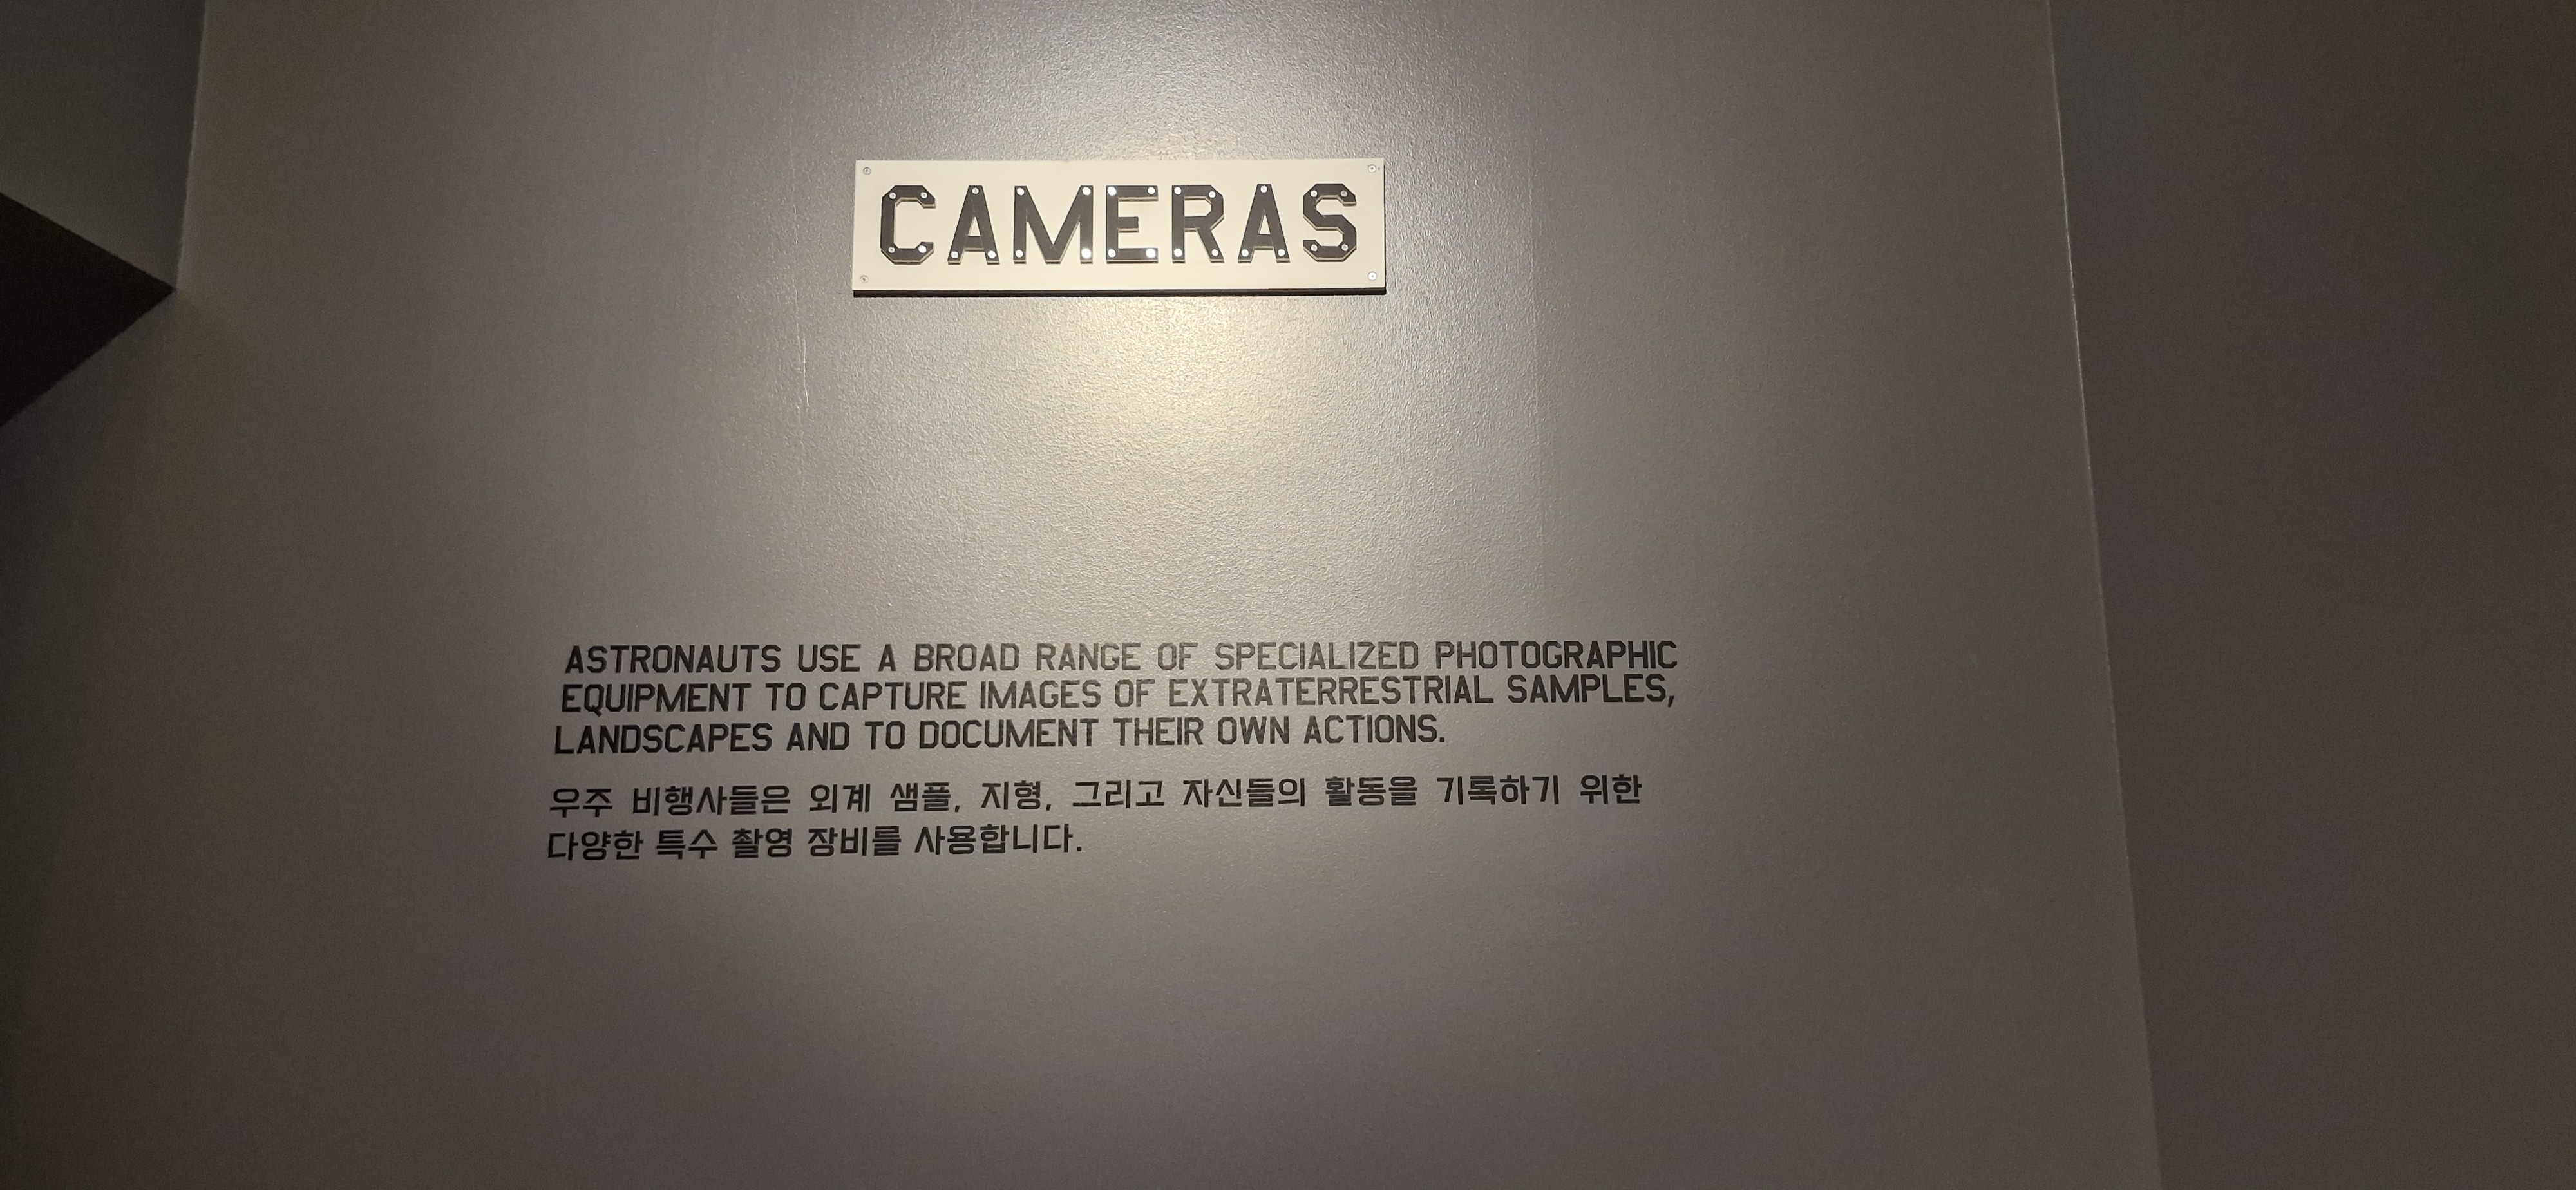 CAMERAS
ASTRONAUTS USE A BROAD RANGE OF SPECIALIZED PHOTOGRAPHIC
EQUIPMENT TO CAPTURE IMAGES OF EXTRATERRESTRIAL SAMPLES,
LANDSCAPES AND TO DOCUMENT THEIR OWN ACTIONS.
우주 비행사들은 외계 샘플, 지형, 그리고 자신들의 활동을 기록하기 위한
다양한 특수 촬영 장비를 사용합니다.